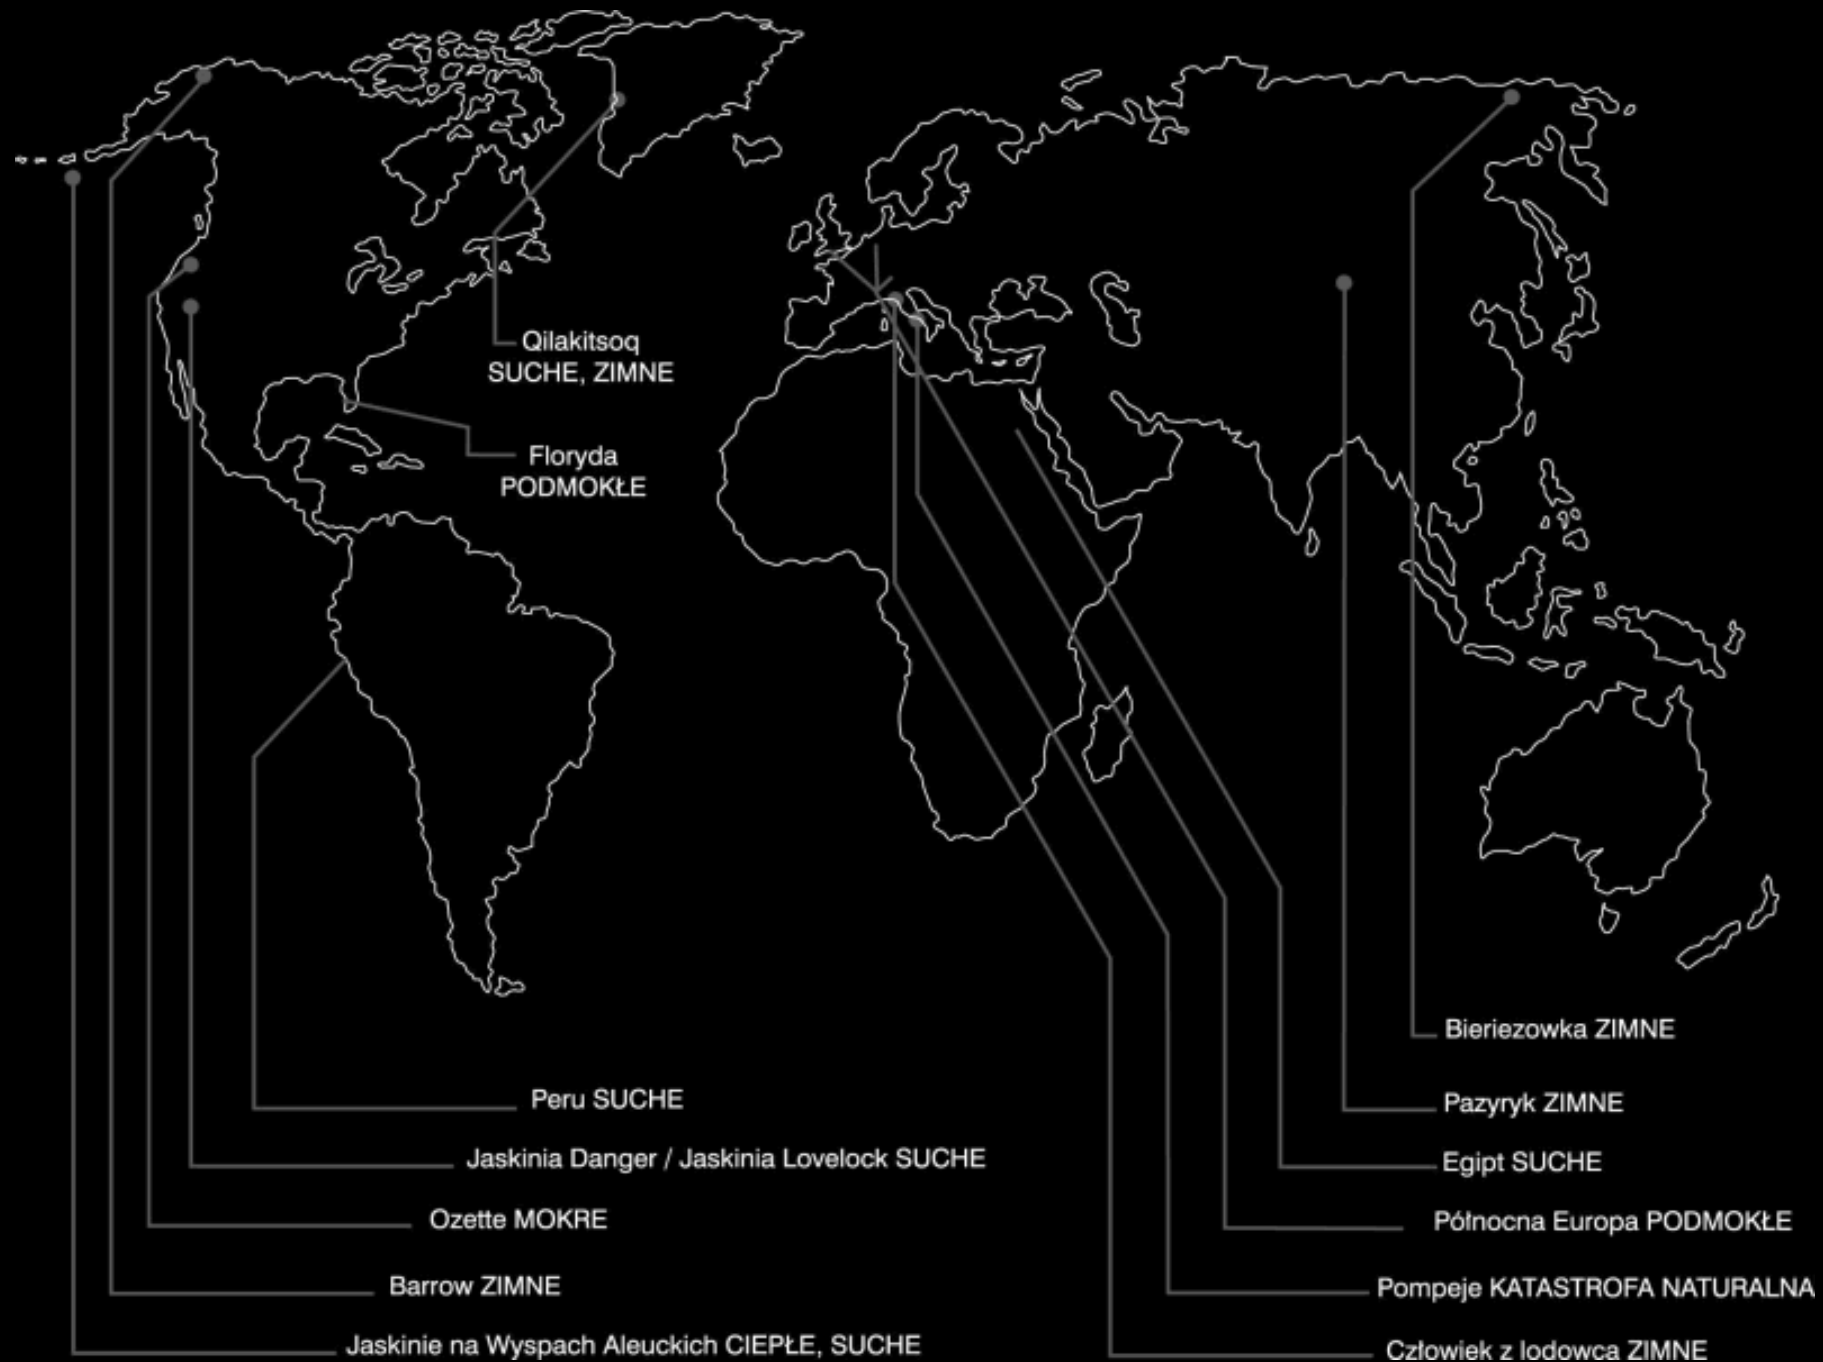 Qilakitsoq
SUCHE, ZIMNE
Floryda
PODMOKŁE
Peru SUCHE
Jaskinia Danger / Jaskinia Lovelock SUCHE
Ozette MOKRE
Barrow ZIMNE
Jaskinie na Wyspach Aleuckich CIEPŁE, SUCHE
Bieriezowka ZIMNE
Pazyryk ZIMNE
Egipt SUCHE
Północna Europa PODMOKŁE
Pompeje KATASTROFA NATURALNA
Człowiek z lodowca ZIMNE